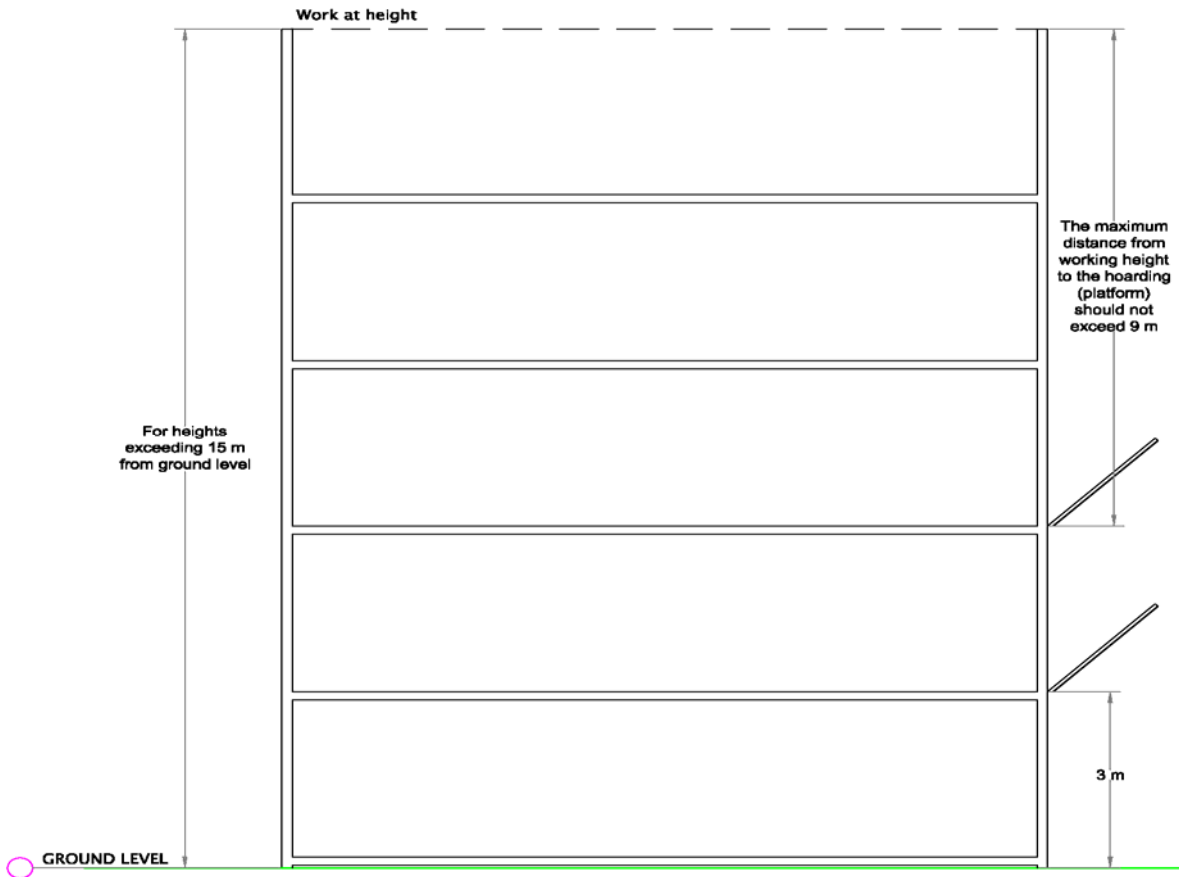 Work at height
The maximum
distance from
working height
to the hoarding
(platform)
should not
exceed 9 m
For heights
exceeding 15 m
from ground level
3 m
GROUND LEVEL